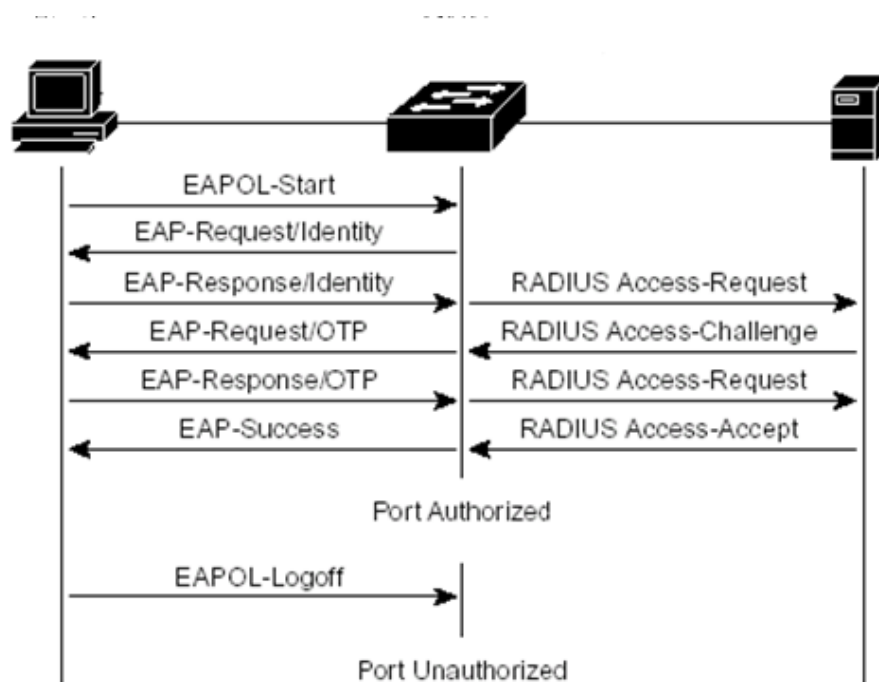 EAPOL-Start
EAP-Request/Identity
EAP-Response/Identity RADIUS Access-Request
EAP-Request/OTP RADIUS Access-Challenge
EAP-Response/OTP RADIUS Access-Request
EAP-Success RADIUS Access-Accept
Port Authorized
EAPOL-Logoff
Port Unauthorized